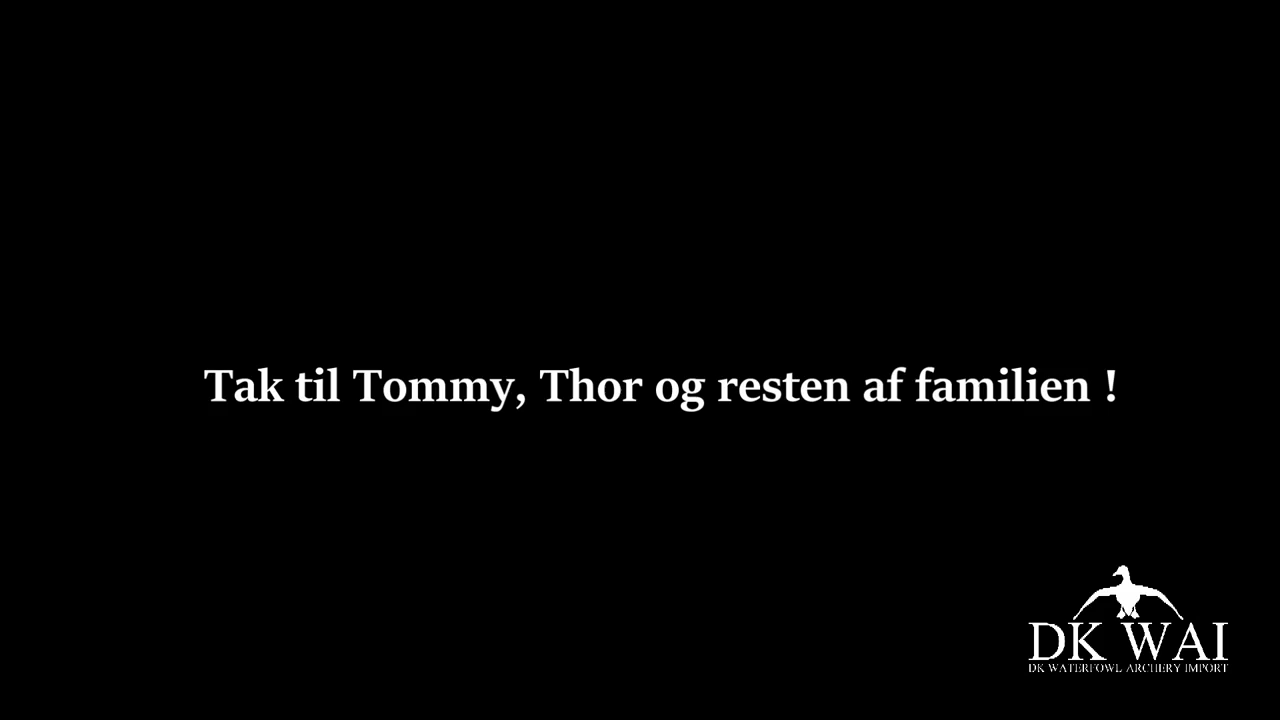 Tak til Tommy, Thor og resten af familien !
DK WAI
DK WATERFOWL ARCHERY IMPORT